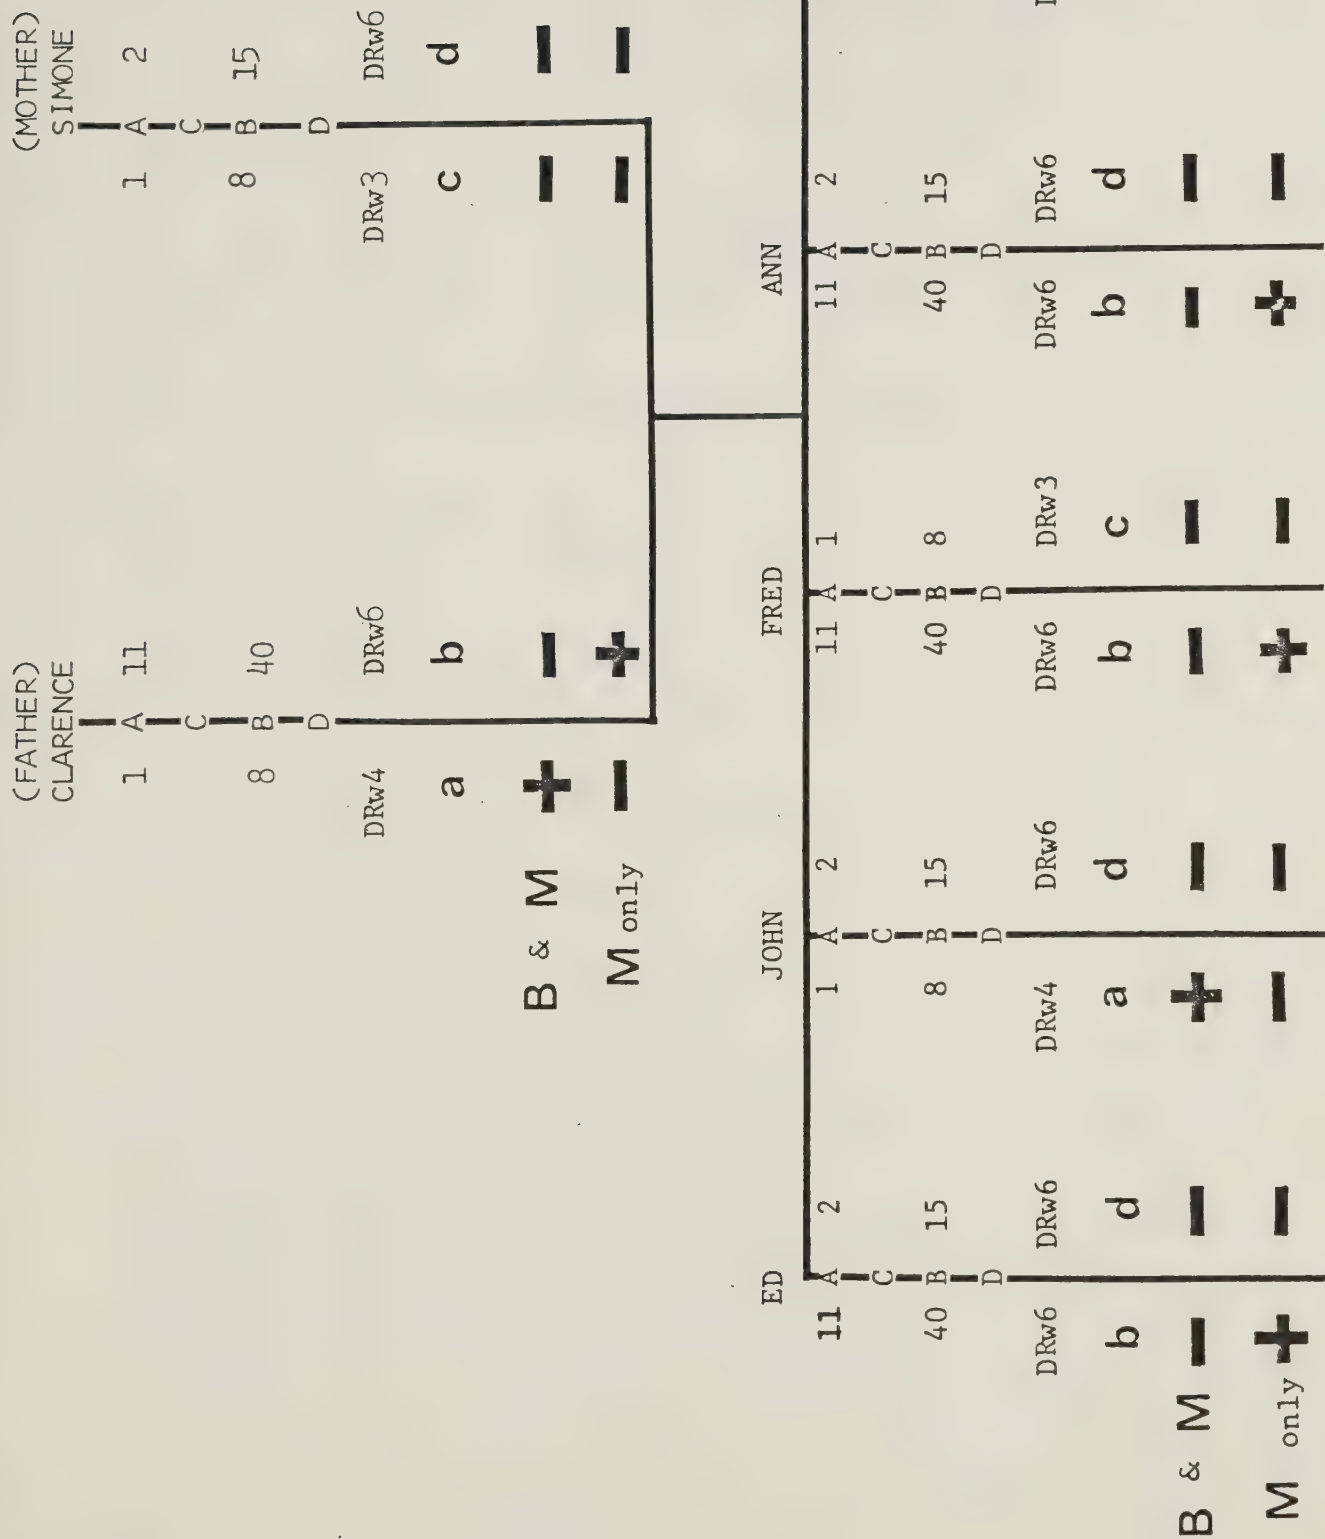 (FATHER) (MOTHER)
CLARENCE SIMONE
1 A 11 1 A 2
C C
8 B 40 8 B 15
D D
DRw4 DRw6 DRw3 DRw6
a b c d
B & M + − − −
M only − + − −
ED JOHN FRED ANN
11 A 2 1 A 2 11 A 1 11 A 2
C C C C
40 B 15 8 B 15 40 B 8 40 B 15
D D D D
DRw6 DRw6 DRw4 DRw6 DRw6 DRw3 DRw6 DRw6
b d a d b c b d
B & M − − + − − − − −
M only + − − − + − + −